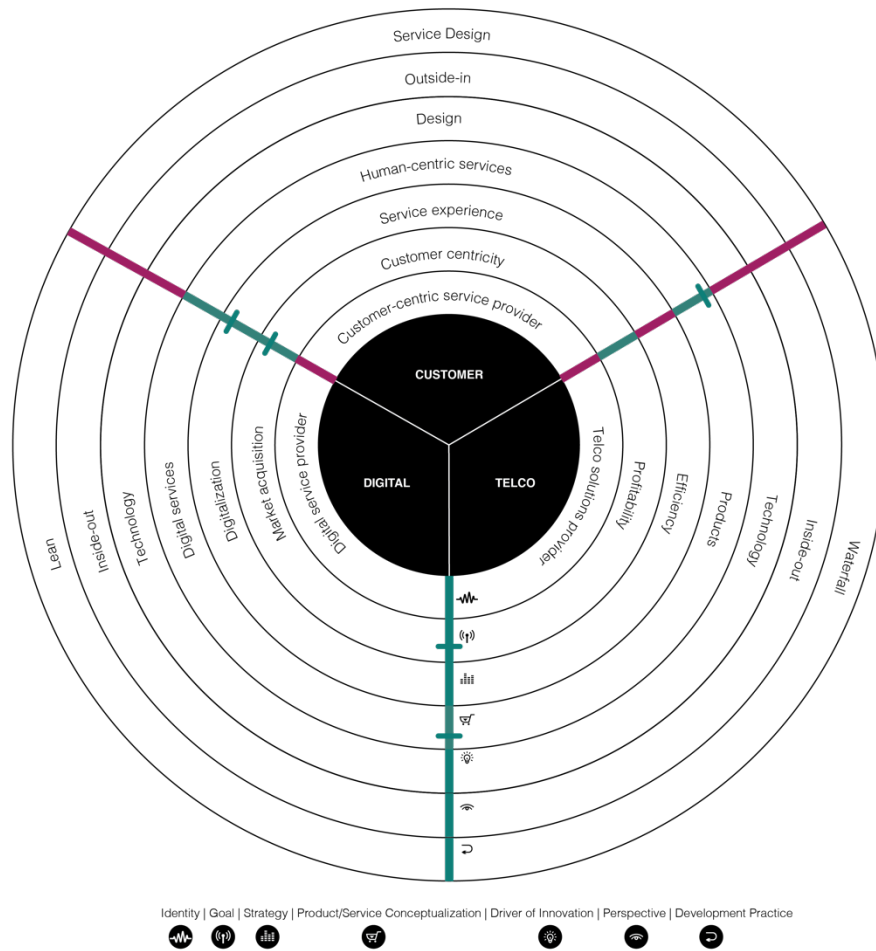 Service Design
Outside-in
Design
Human-centric services
Service experience
Customer centricity
Customer-centric service provider
CUSTOMER
DIGITAL
TELCO
Digital service provider
Market acquisition
Digitalization
Digital services
Technology
Inside-out
Lean
Telco solutions provider
Profitability
Efficiency
Products
Technology
Inside-out
Waterfall
Identity | Goal | Strategy | Product/Service Conceptualization | Driver of Innovation | Perspective | Development Practice